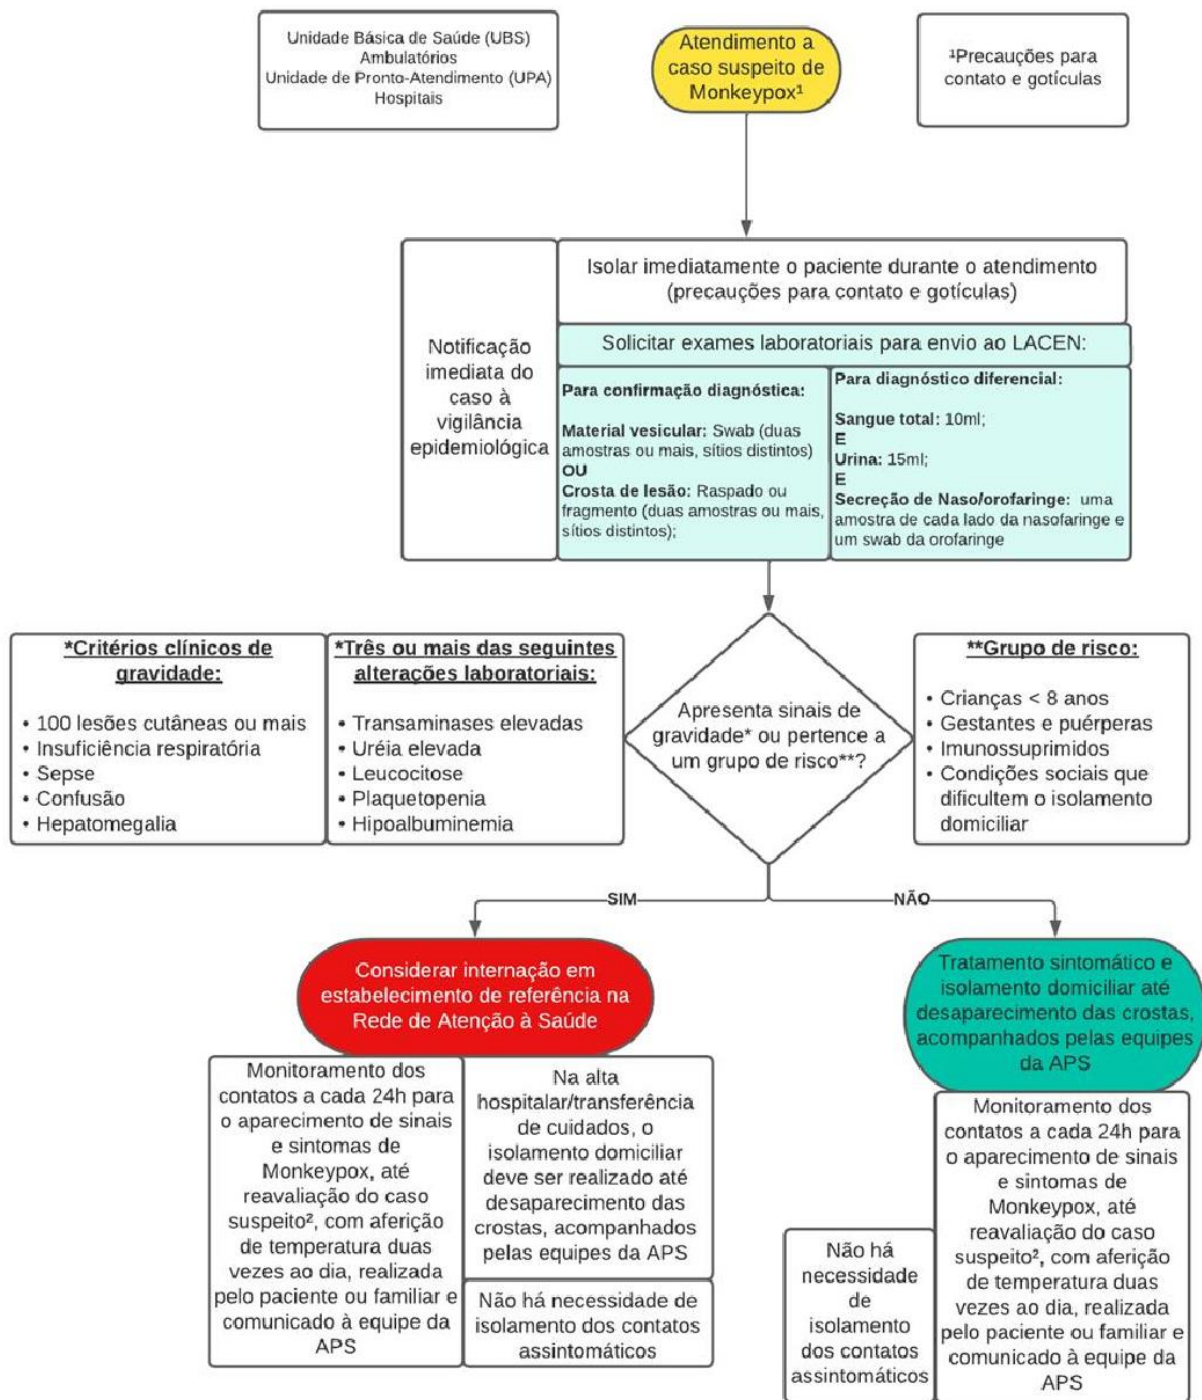 Unidade Básica de Saúde (UBS)
Ambulatórios
Unidade de Pronto-Atendimento (UPA)
Hospitais
Atendimento a
caso suspeito de
Monkeypox¹
¹Precauções para
contato e gotículas
Notificação
imediata do
caso à
vigilância
epidemiológica
Isolar imediatamente o paciente durante o atendimento
(precauções para contato e gotículas)
Solicitar exames laboratoriais para envio ao LACEN:
Para confirmação diagnóstica:
Material vesicular: Swab (duas
amostras ou mais, sítios distintos)
OU
Crosta de lesão: Raspado ou
fragmento (duas amostras ou mais,
sítios distintos);
Para diagnóstico diferencial:
Sangue total: 10ml;
E
Urina: 15ml;
E
Secreção de Naso/orofaringe: uma
amostra de cada lado da nasofaringe e
um swab da orofaringe
*Critérios clínicos de
gravidade:
• 100 lesões cutâneas ou mais
• Insuficiência respiratória
• Sepse
• Confusão
• Hepatomegalia
*Três ou mais das seguintes
alterações laboratoriais:
• Transaminases elevadas
• Uréia elevada
• Leucocitose
• Plaquetopenia
• Hipoalbuminemia
Apresenta sinais de
gravidade* ou pertence a
um grupo de risco**?
**Grupo de risco:
• Crianças < 8 anos
• Gestantes e puérperas
• Imunossuprimidos
• Condições sociais que
dificultem o isolamento
domiciliar
SIM
NÃO
Considerar internação em
estabelecimento de referência na
Rede de Atenção à Saúde
Monitoramento dos
contatos a cada 24h para
o aparecimento de sinais
e sintomas de
Monkeypox, até
reavaliação do caso
suspeito², com aferição
de temperatura duas
vezes ao dia, realizada
pelo paciente ou familiar e
comunicado à equipe da
APS
Na alta
hospitalar/transferência
de cuidados, o
isolamento domiciliar
deve ser realizado até
desaparecimento das
crostas, acompanhados
pelas equipes da APS
Não há necessidade de
isolamento dos contatos
assintomáticos
Tratamento sintomático e
isolamento domiciliar até
desaparecimento das crostas,
acompanhados pelas equipes
da APS
Não há
necessidade
de
isolamento
dos contatos
assintomáticos
Monitoramento dos
contatos a cada 24h para
o aparecimento de sinais
e sintomas de
Monkeypox, até
reavaliação do caso
suspeito², com aferição
de temperatura duas
vezes ao dia, realizada
pelo paciente ou familiar e
comunicado à equipe da
APS